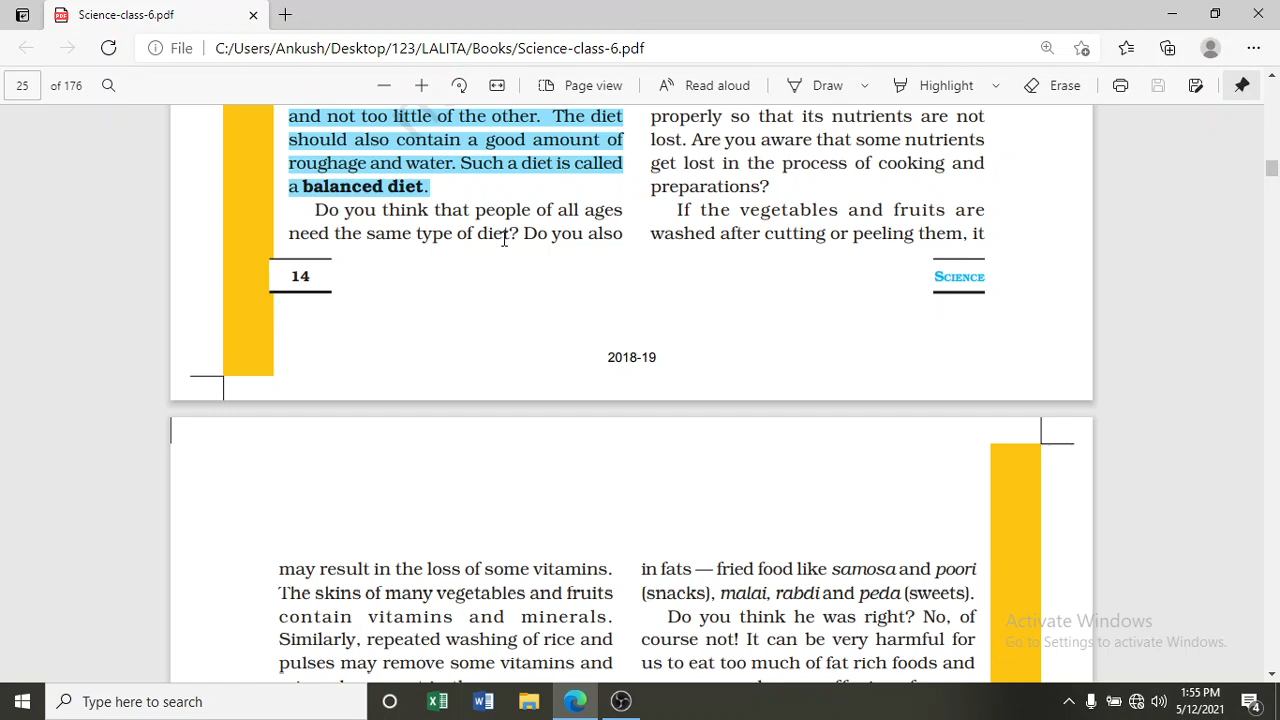 Science-class-6.pdf
File
C:/Users/Ankush/Desktop/123/LALITA/Books/Science-class-6.pdf
25 of 176
Page view
Read aloud
Draw
Highlight
Erase
and not too little of the other. The diet
should also contain a good amount of
roughage and water. Such a diet is called
a balanced diet.
Do you think that people of all ages
need the same type of diet? Do you also
properly so that its nutrients are not
lost. Are you aware that some nutrients
get lost in the process of cooking and
preparations?
If the vegetables and fruits are
washed after cutting or peeling them, it
14
SCIENCE
2018-19
may result in the loss of some vitamins.
The skins of many vegetables and fruits
contain vitamins and minerals.
Similarly, repeated washing of rice and
pulses may remove some vitamins and
in fats — fried food like samosa and poori
(snacks), malai, rabdi and peda (sweets).
Do you think he was right? No, of
course not! It can be very harmful for
us to eat too much of fat rich foods and
Activate Windows
Go to Settings to activate Windows.
Type here to search
1:55 PM
5/12/2021
4